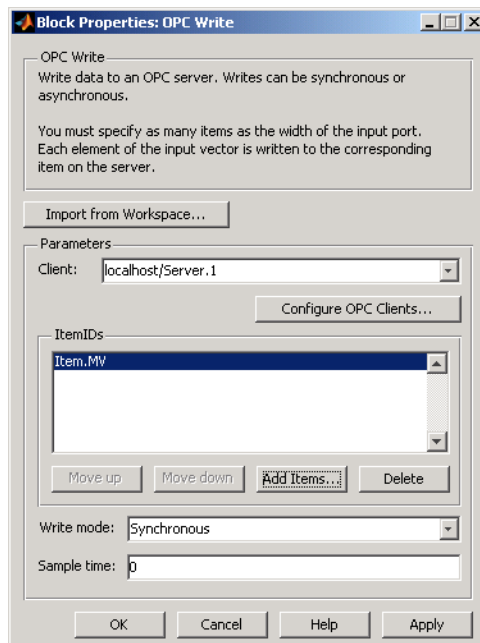 Block Properties: OPC Write
OPC Write
Write data to an OPC server. Writes can be synchronous or
asynchronous.
You must specify as many items as the width of the input port.
Each element of the input vector is written to the corresponding
item on the server.
Import from Workspace...
Parameters
Client: localhost/Server.1
Configure OPC Clients...
ItemIDs
Item.MV
Move up Move down Add Items... Delete
Write mode: Synchronous
Sample time: 0
OK Cancel Help Apply